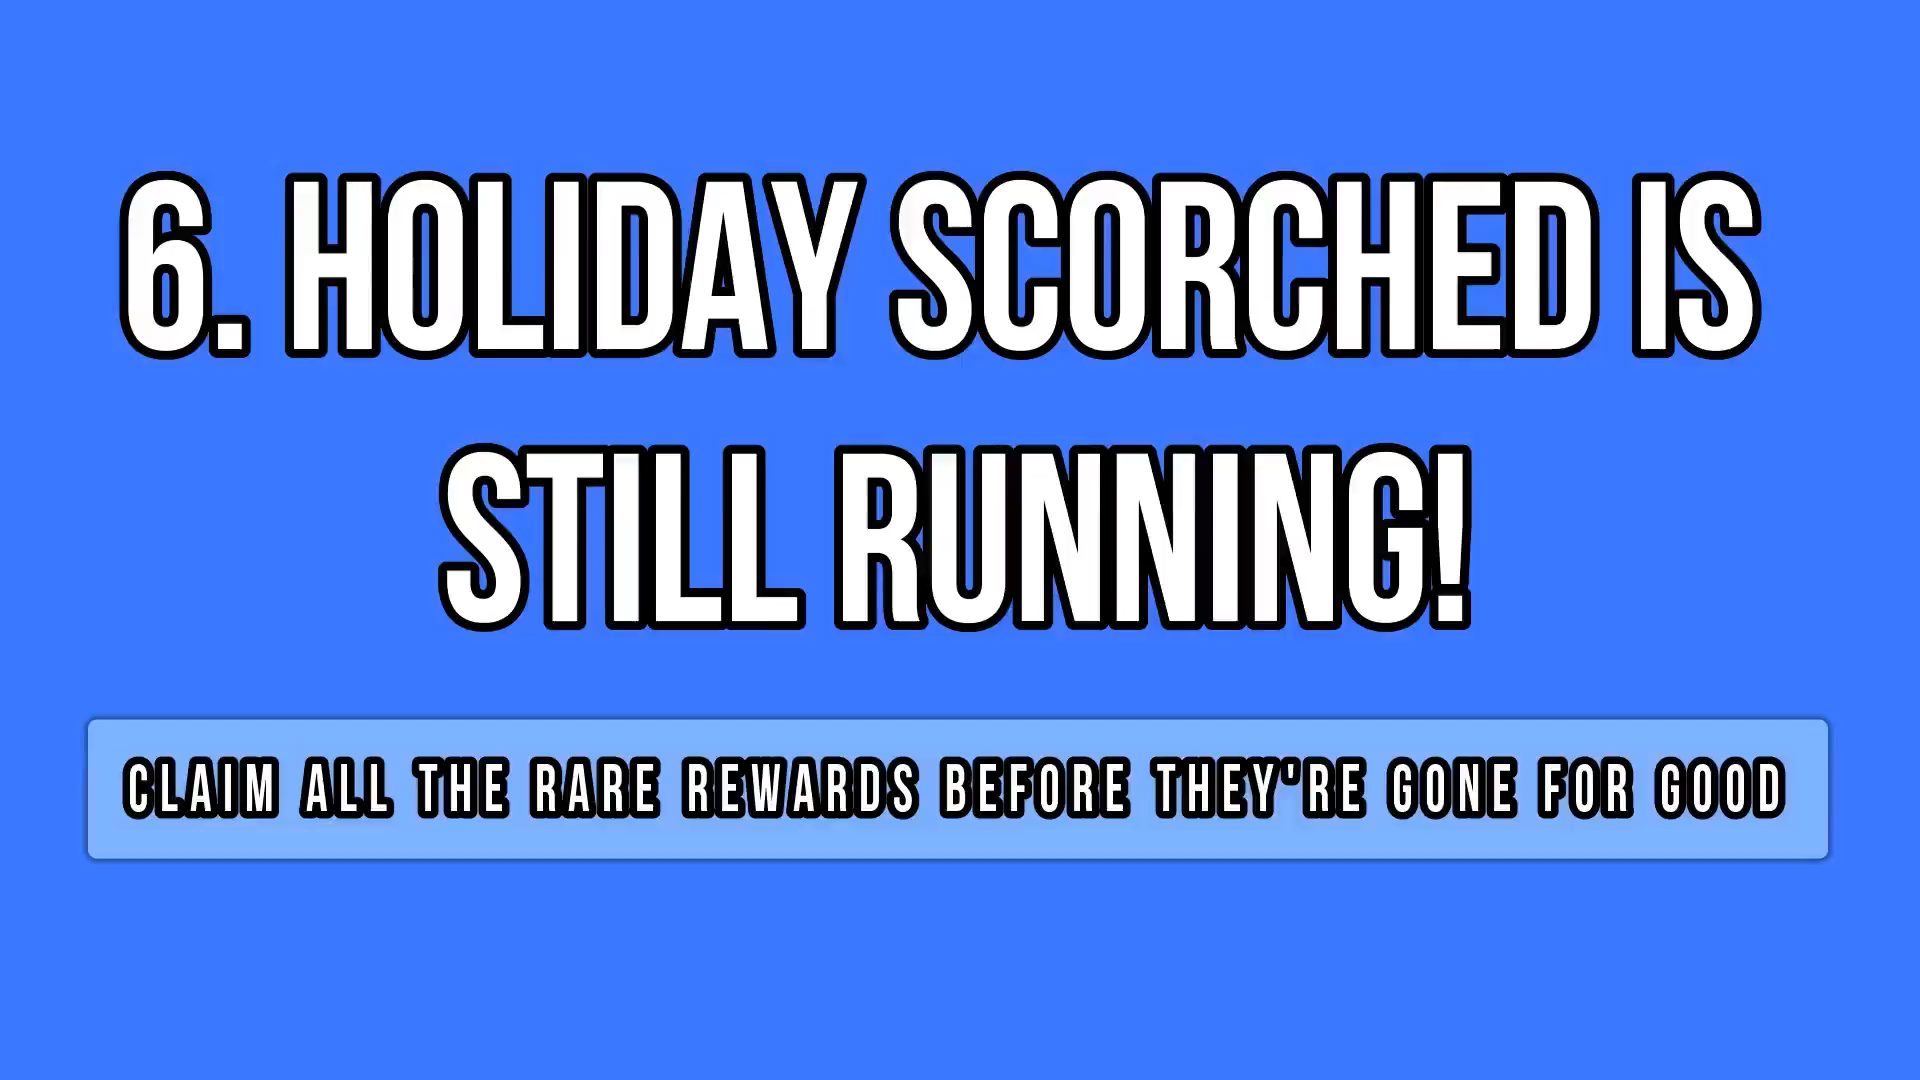 6. HOLIDAY SCORCHED IS
STILL RUNNING!
CLAIM ALL THE RARE REWARDS BEFORE THEY'RE GONE FOR GOOD